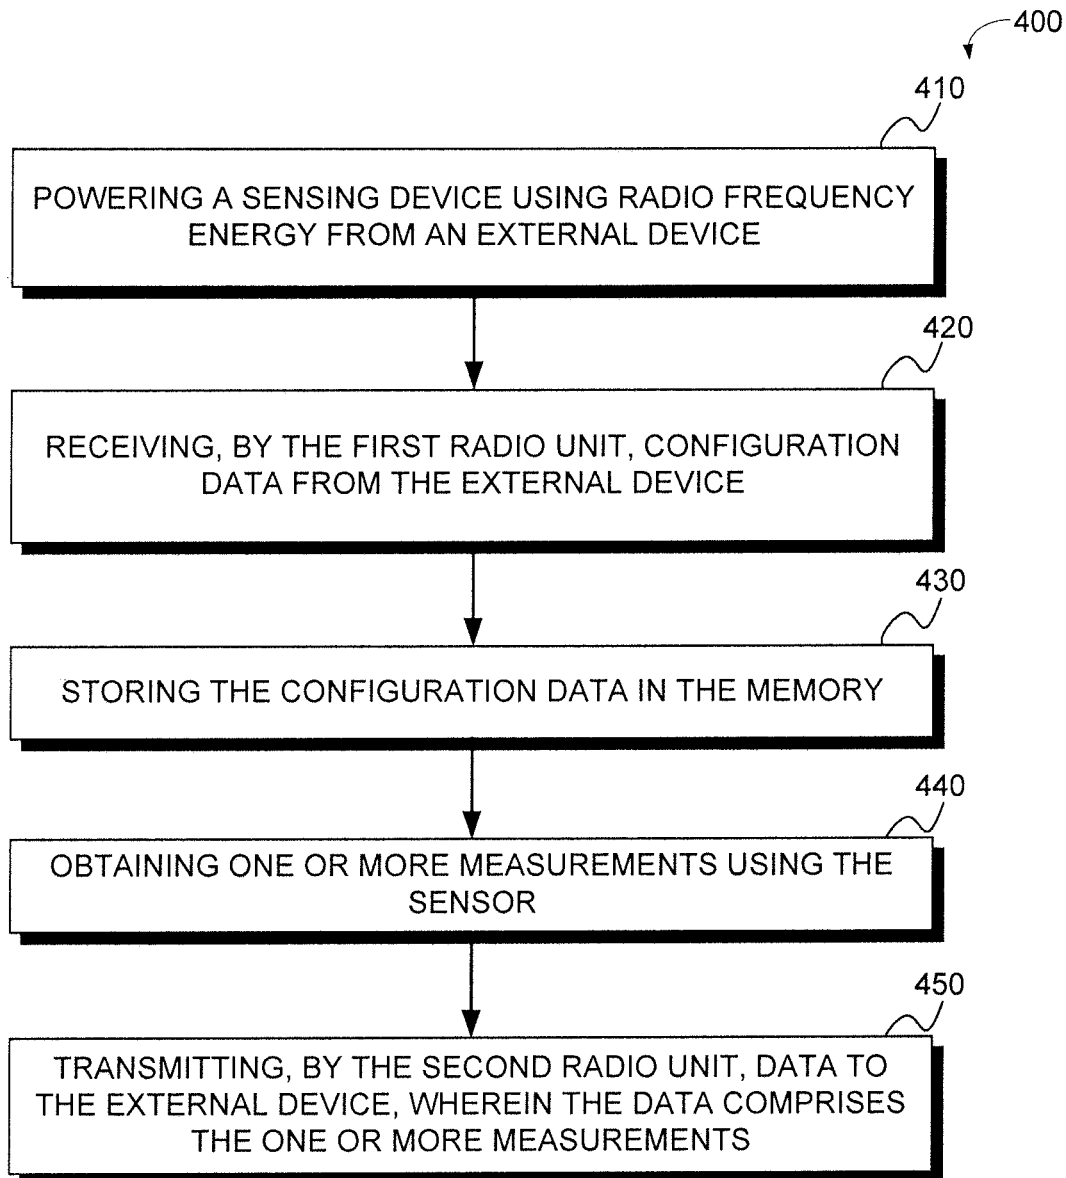 400
410
POWERING A SENSING DEVICE USING RADIO FREQUENCY
ENERGY FROM AN EXTERNAL DEVICE
420
RECEIVING, BY THE FIRST RADIO UNIT, CONFIGURATION
DATA FROM THE EXTERNAL DEVICE
430
STORING THE CONFIGURATION DATA IN THE MEMORY
440
OBTAINING ONE OR MORE MEASUREMENTS USING THE
SENSOR
450
TRANSMITTING, BY THE SECOND RADIO UNIT, DATA TO
THE EXTERNAL DEVICE, WHEREIN THE DATA COMPRISES
THE ONE OR MORE MEASUREMENTS